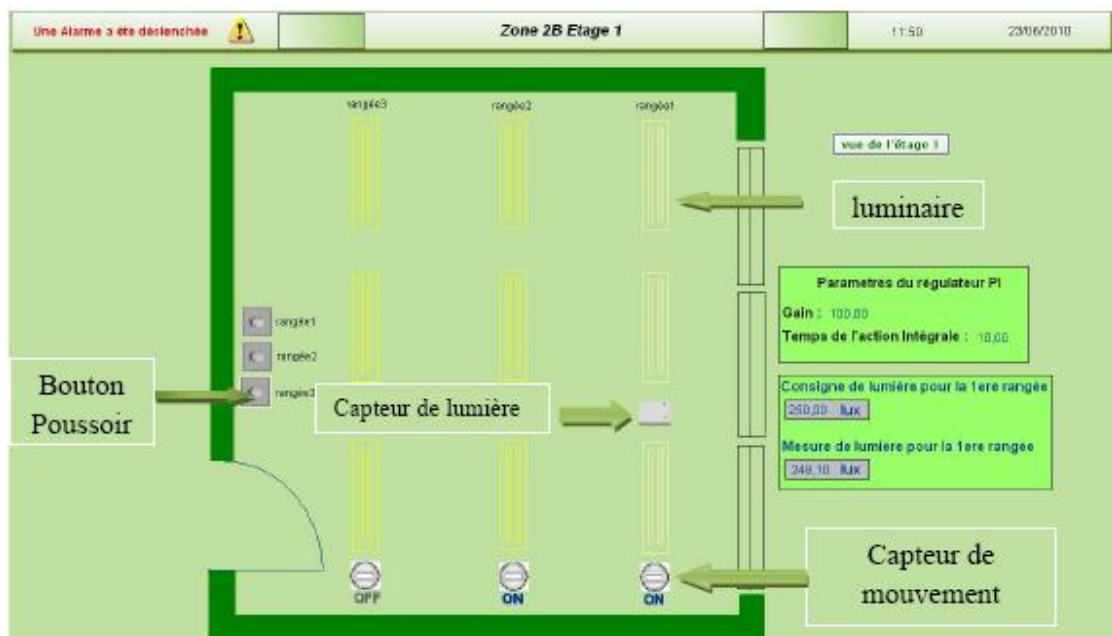 Une Alarme a été déslenchée
Zone 2B Etage 1
11:50
23/06/2010
rangée3
rangée2
rangée1
vue de l'étage 1
luminaire
Parametres du régulateur PI
Gain : 100,00
Temps de l'action Intégrale : 10,00
rangée1
rangée2
rangée3
Bouton
Poussoir
Capteur de lumière
Consigne de lumière pour la 1ere rangée
250,00 lux
Mesure de lumière pour la 1ere rangée
248,10 lux
Capteur de
mouvement
OFF
ON
ON